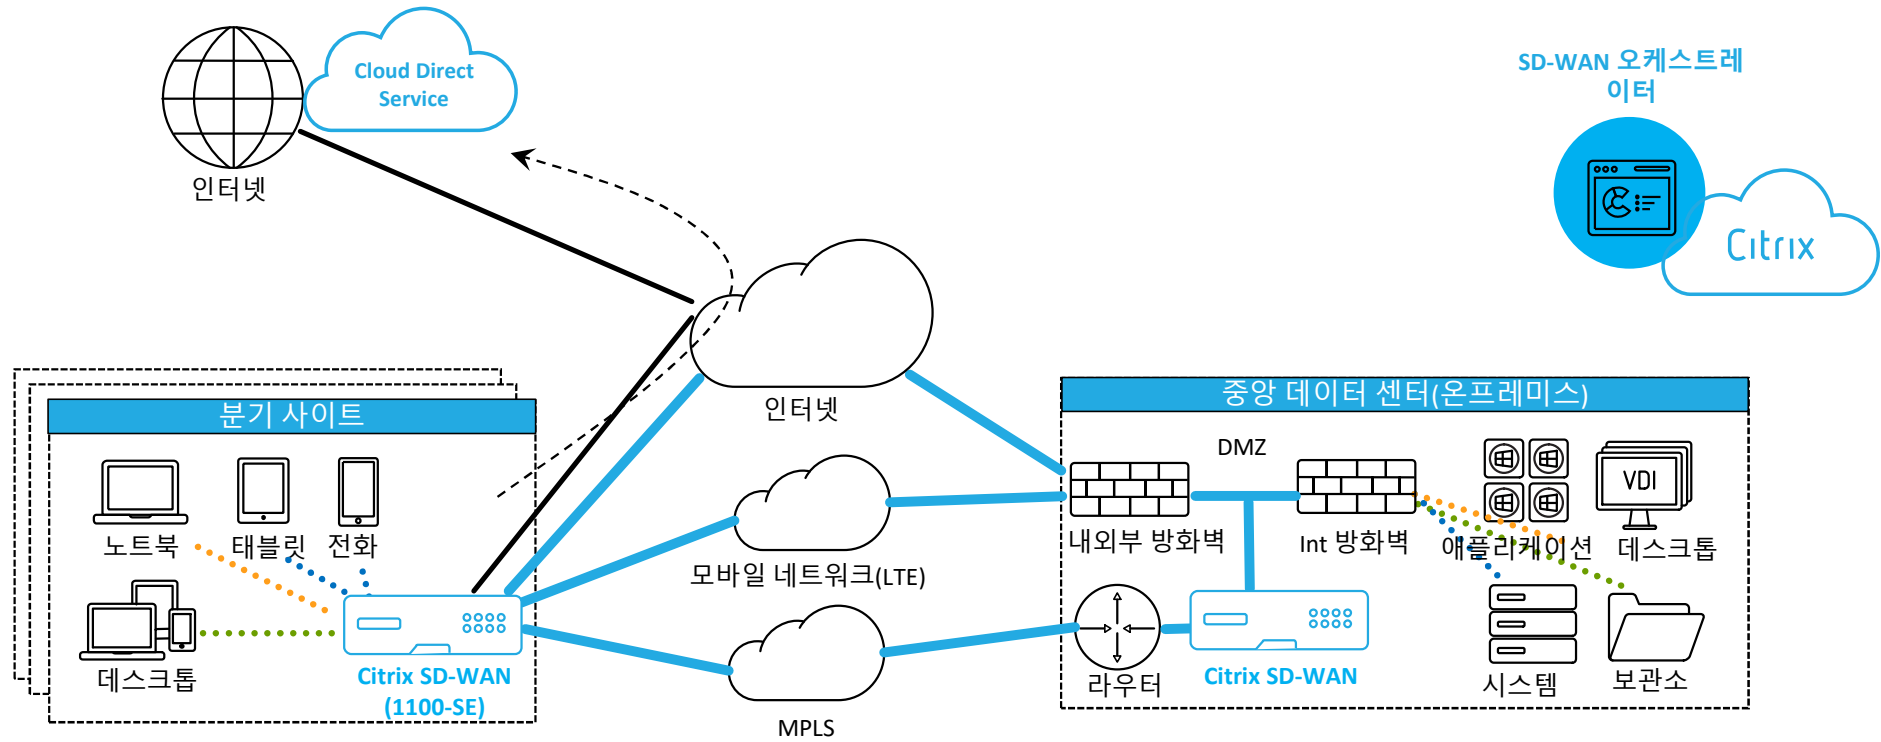 Cloud Direct
Service
인터넷
SD-WAN 오케스트레
이터
Citrix
인터넷
분기 사이트
노트북
태블릿
전화
데스크톱
Citrix SD-WAN
(1100-SE)
모바일 네트워크(LTE)
MPLS
중앙 데이터 센터(온프레미스)
DMZ
내외부 방화벽
Int 방화벽
애플리케이션
VDI
데스크톱
라우터
Citrix SD-WAN
시스템
보관소